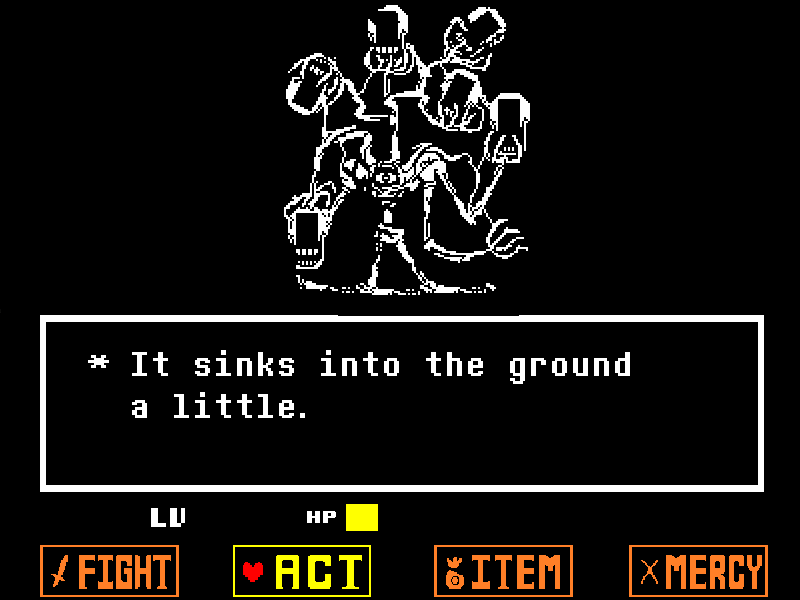 * It sinks into the ground
a little.
LV
HP
FIGHT
ACT
ITEM
MERCY